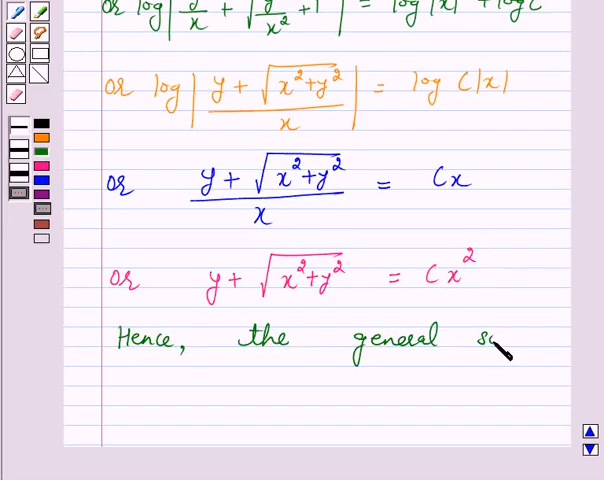 or log|y/x + √(y²/x² + 1)| = log|x| + log C
or log|(y + √(x²+y²))/x| = log C|x|
or (y + √(x²+y²))/x = Cx
or y + √(x²+y²) = Cx²
Hence, the general so